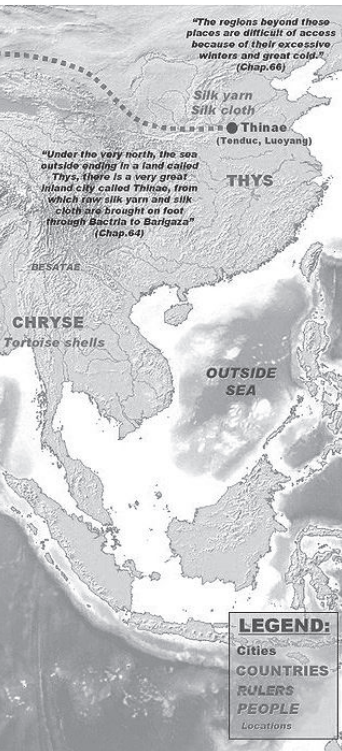 “The regions beyond these
places are difficult of access
because of their excessive
winters and great cold.”
(Chap.66)
Silk yarn
Silk cloth
Thinae
(Tenduc, Luoyang)
“Under the very north, the sea
outside ending in a land called
Thys, there is a very great
inland city called Thinae, from
which raw silk yarn and silk
cloth are brought on foot
through Bactria to Barigaza”
(Chap.64)
THYS
BESATAE
CHRYSE
Tortoise shells
OUTSIDE
SEA
LEGEND:
Cities
COUNTRIES
RULERS
PEOPLE
Locations